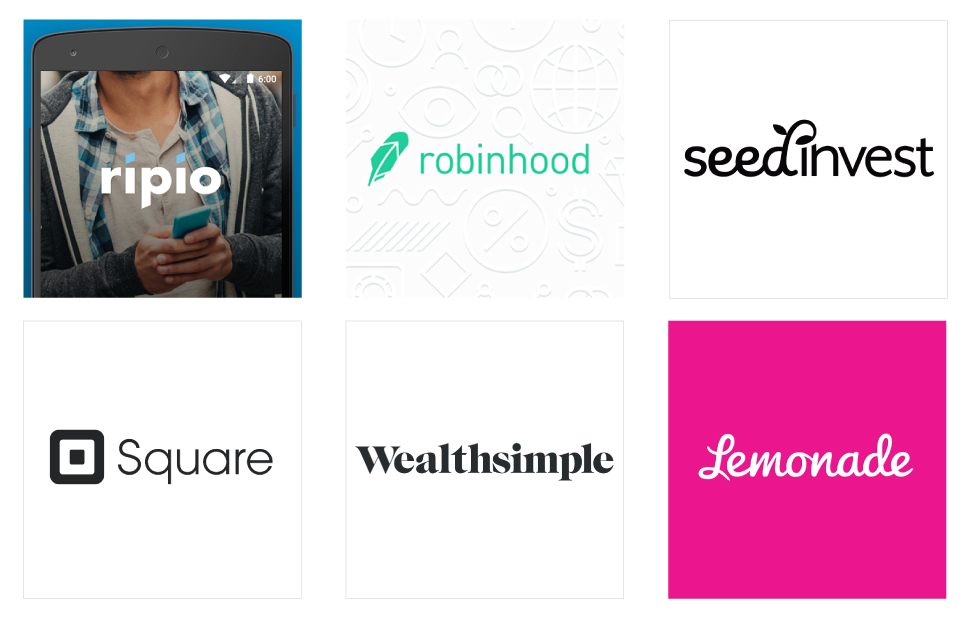 6:00
ripio
robinhood
seedinvest
Square
Wealthsimple
Lemonade